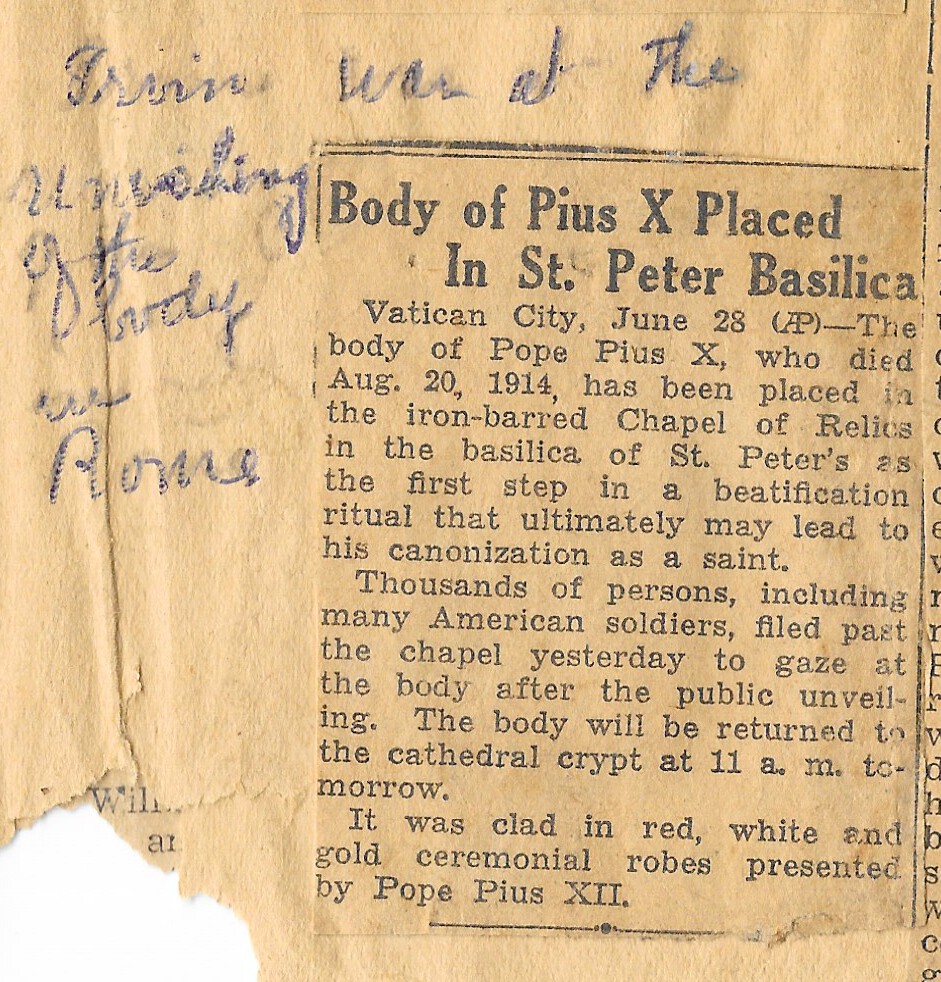 Irvin was at the
Unveiling
of the
body
in
Rome
Body of Pius X Placed
In St. Peter Basilica
Vatican City, June 28 (AP)—The
body of Pope Pius X, who died
Aug. 20, 1914, has been placed in
the iron-barred Chapel of Relics
in the basilica of St. Peter's as
the first step in a beatification
ritual that ultimately may lead to
his canonization as a saint.
Thousands of persons, including
many American soldiers, filed past
the chapel yesterday to gaze at
the body after the public unveil-
ing. The body will be returned to
the cathedral crypt at 11 a. m. to-
morrow.
It was clad in red, white and
gold ceremonial robes presented
by Pope Pius XII.